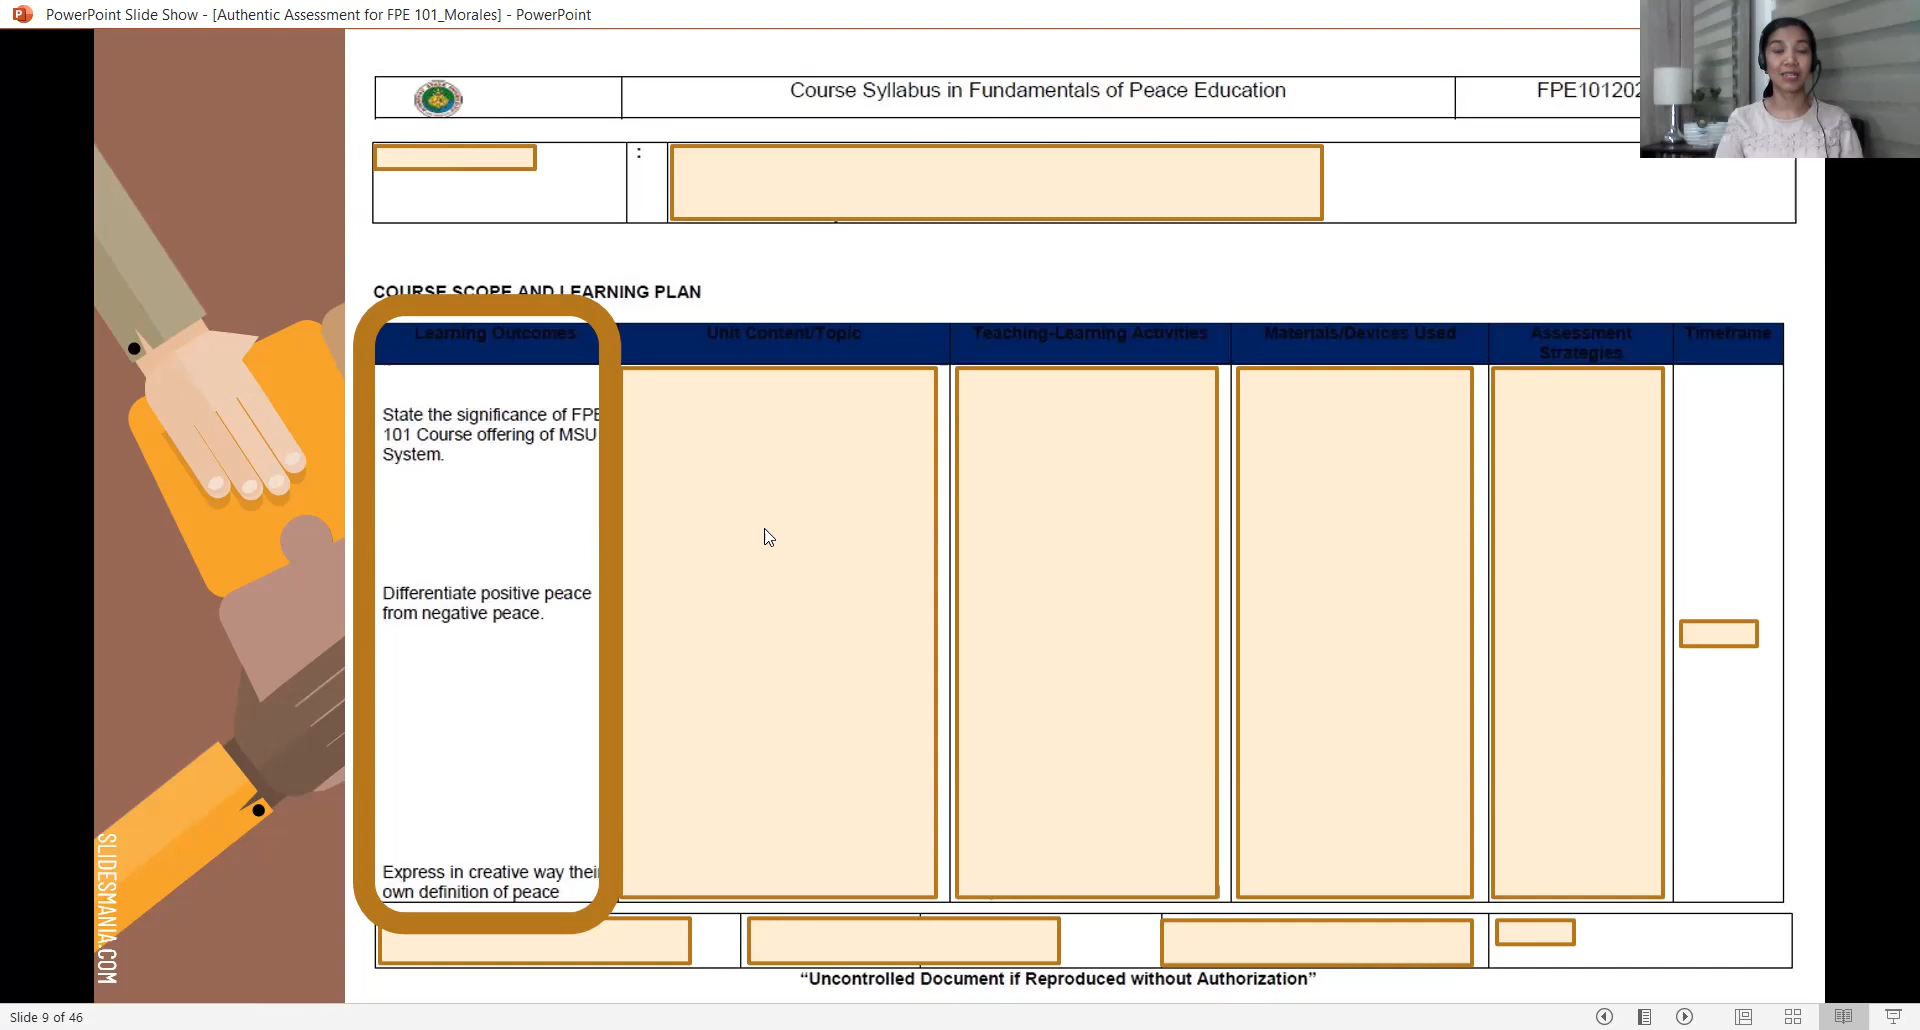 PowerPoint Slide Show - [Authentic Assessment for FPE 101_Morales] - PowerPoint
Course Syllabus in Fundamentals of Peace Education
FPE101202
:
COURSE SCOPE AND LEARNING PLAN
Learning Outcomes
Unit Content/Topic
Teaching-Learning Activities
Materials/Devices Used
Assessment
Strategies
Timeframe
State the significance of FPE
101 Course offering of MSU
System.
Differentiate positive peace
from negative peace.
Express in creative way their
own definition of peace
“Uncontrolled Document if Reproduced without Authorization”
SLIDESMANIA.COM
Slide 9 of 46